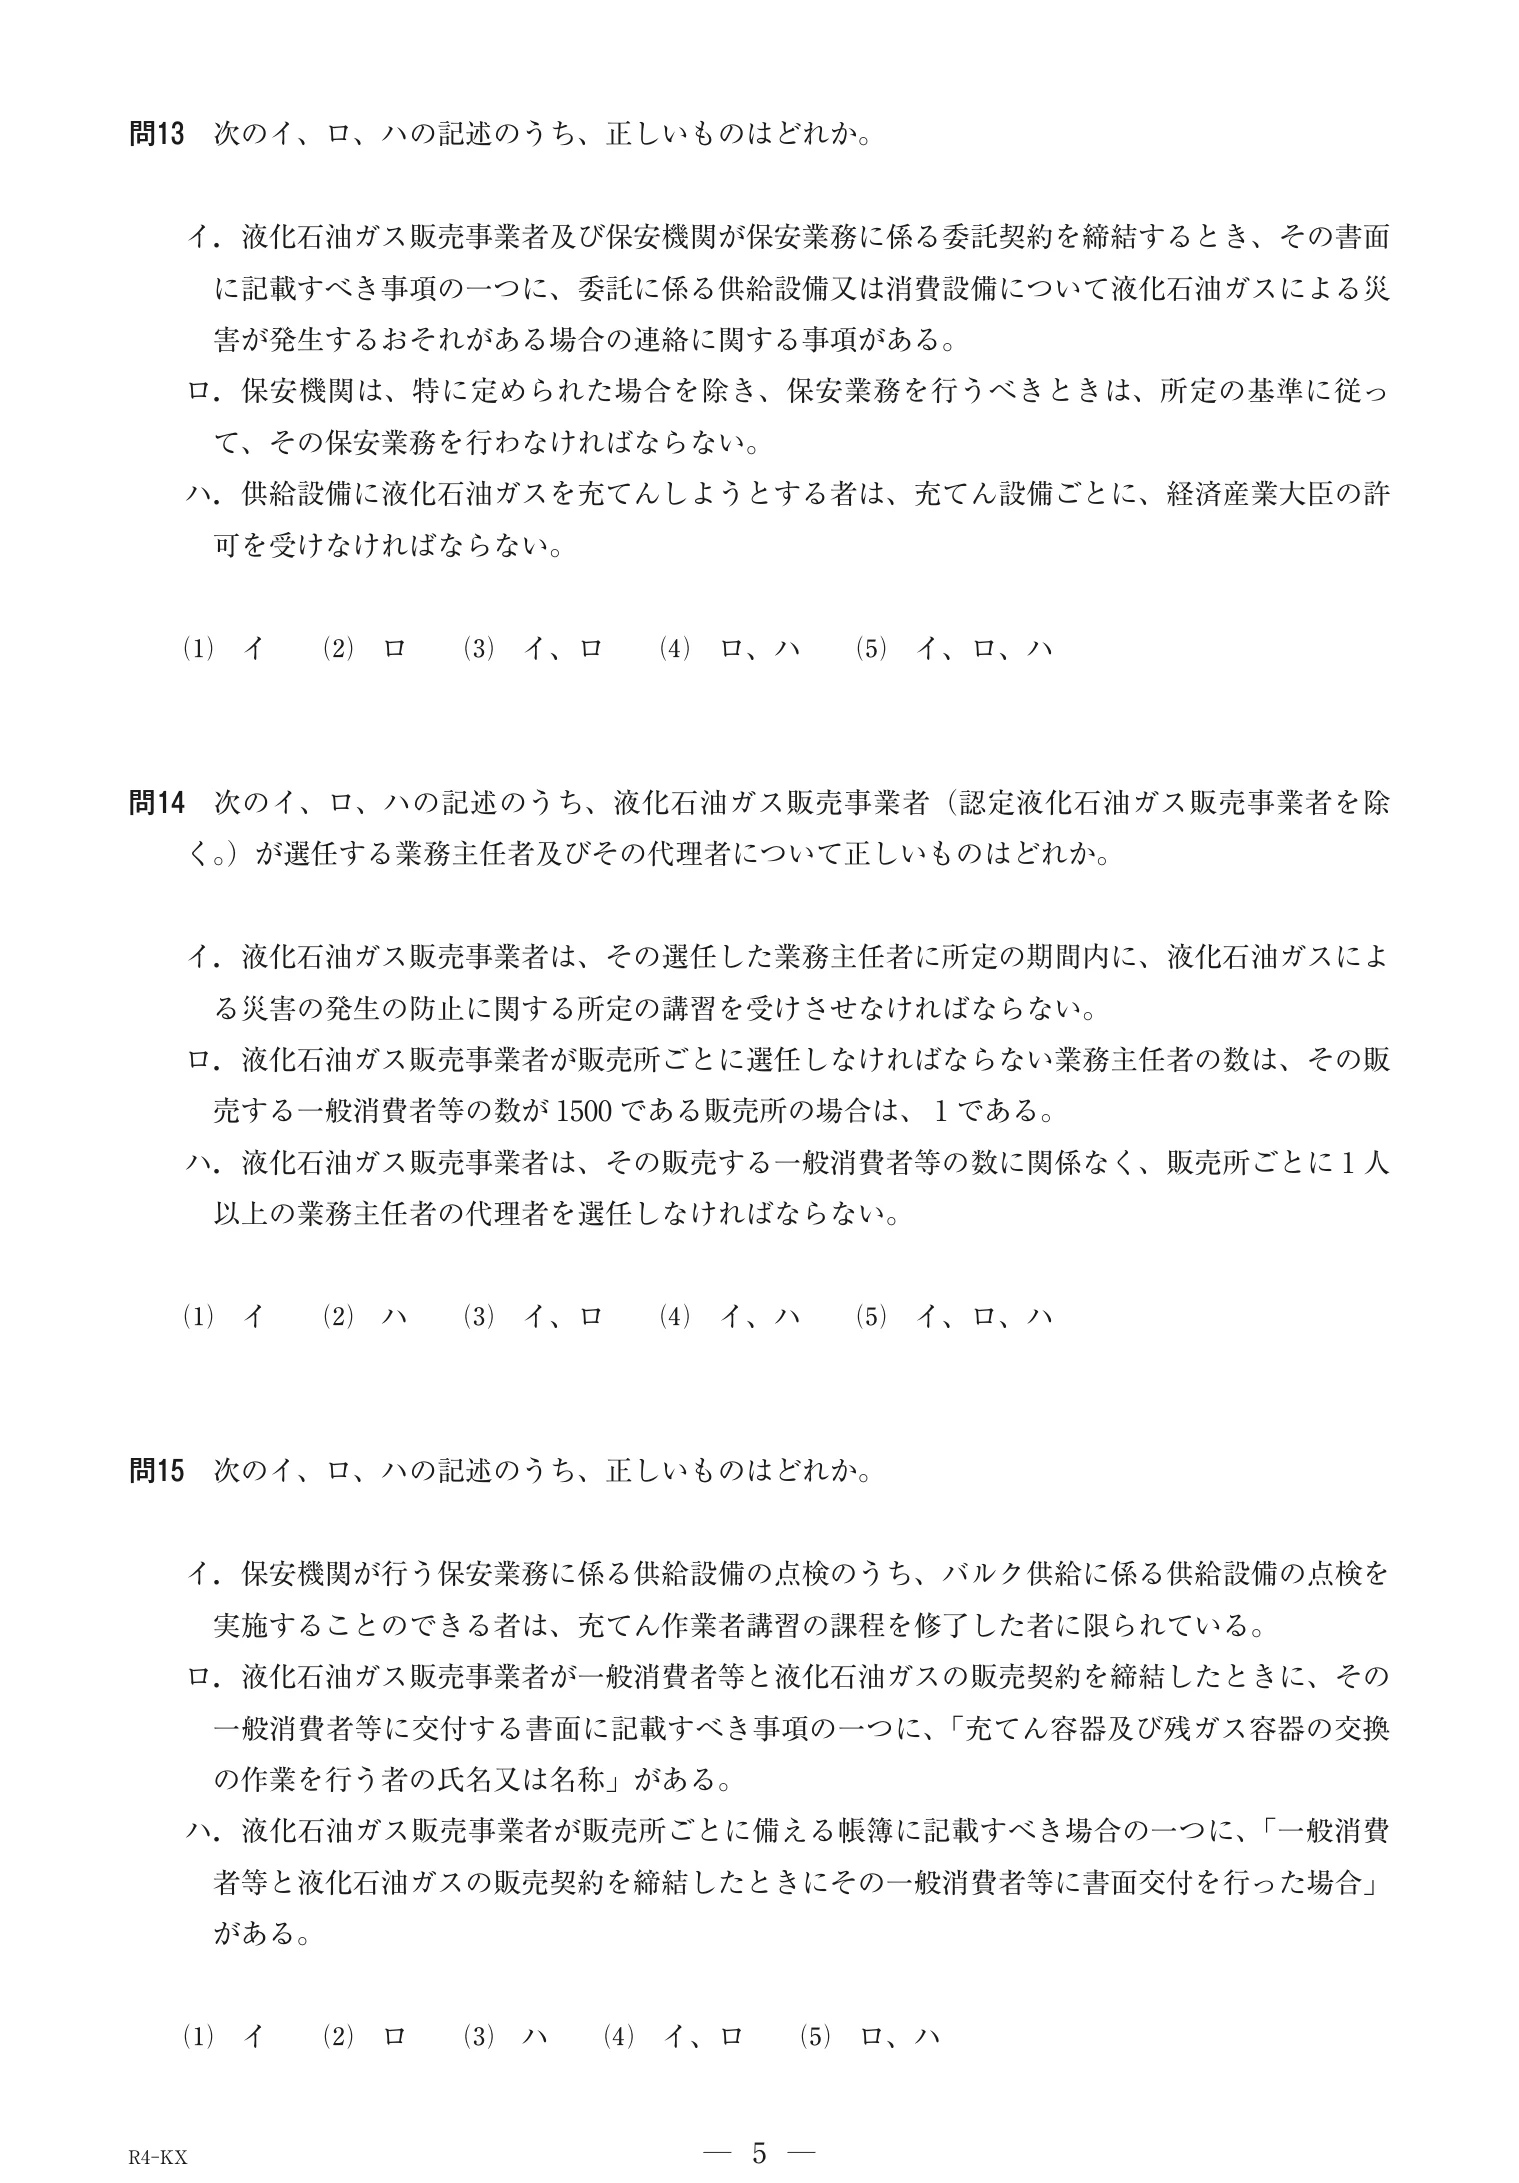 問13　次のイ、ロ、ハの記述のうち、正しいものはどれか。
イ．液化石油ガス販売事業者及び保安機関が保安業務に係る委託契約を締結するとき、その書面
に記載すべき事項の一つに、委託に係る供給設備又は消費設備について液化石油ガスによる災
害が発生するおそれがある場合の連絡に関する事項がある。
ロ．保安機関は、特に定められた場合を除き、保安業務を行うべきときは、所定の基準に従っ
て、その保安業務を行わなければならない。
ハ．供給設備に液化石油ガスを充てんしようとする者は、充てん設備ごとに、経済産業大臣の許
可を受けなければならない。
(1)　イ　　(2)　ロ　　(3)　イ、ロ　　(4)　ロ、ハ　　(5)　イ、ロ、ハ
問14　次のイ、ロ、ハの記述のうち、液化石油ガス販売事業者（認定液化石油ガス販売事業者を除
く。）が選任する業務主任者及びその代理者について正しいものはどれか。
イ．液化石油ガス販売事業者は、その選任した業務主任者に所定の期間内に、液化石油ガスによ
る災害の発生の防止に関する所定の講習を受けさせなければならない。
ロ．液化石油ガス販売事業者が販売所ごとに選任しなければならない業務主任者の数は、その販
売する一般消費者等の数が 1500 である販売所の場合は、1 である。
ハ．液化石油ガス販売事業者は、その販売する一般消費者等の数に関係なく、販売所ごとに 1 人
以上の業務主任者の代理者を選任しなければならない。
(1)　イ　　(2)　ハ　　(3)　イ、ロ　　(4)　イ、ハ　　(5)　イ、ロ、ハ
問15　次のイ、ロ、ハの記述のうち、正しいものはどれか。
イ．保安機関が行う保安業務に係る供給設備の点検のうち、バルク供給に係る供給設備の点検を
実施することのできる者は、充てん作業者講習の課程を修了した者に限られている。
ロ．液化石油ガス販売事業者が一般消費者等と液化石油ガスの販売契約を締結したときに、その
一般消費者等に交付する書面に記載すべき事項の一つに、「充てん容器及び残ガス容器の交換
の作業を行う者の氏名又は名称」がある。
ハ．液化石油ガス販売事業者が販売所ごとに備える帳簿に記載すべき場合の一つに、「一般消費
者等と液化石油ガスの販売契約を締結したときにその一般消費者等に書面交付を行った場合」
がある。
(1)　イ　　(2)　ロ　　(3)　ハ　　(4)　イ、ロ　　(5)　ロ、ハ
R4-KX
— 5 —